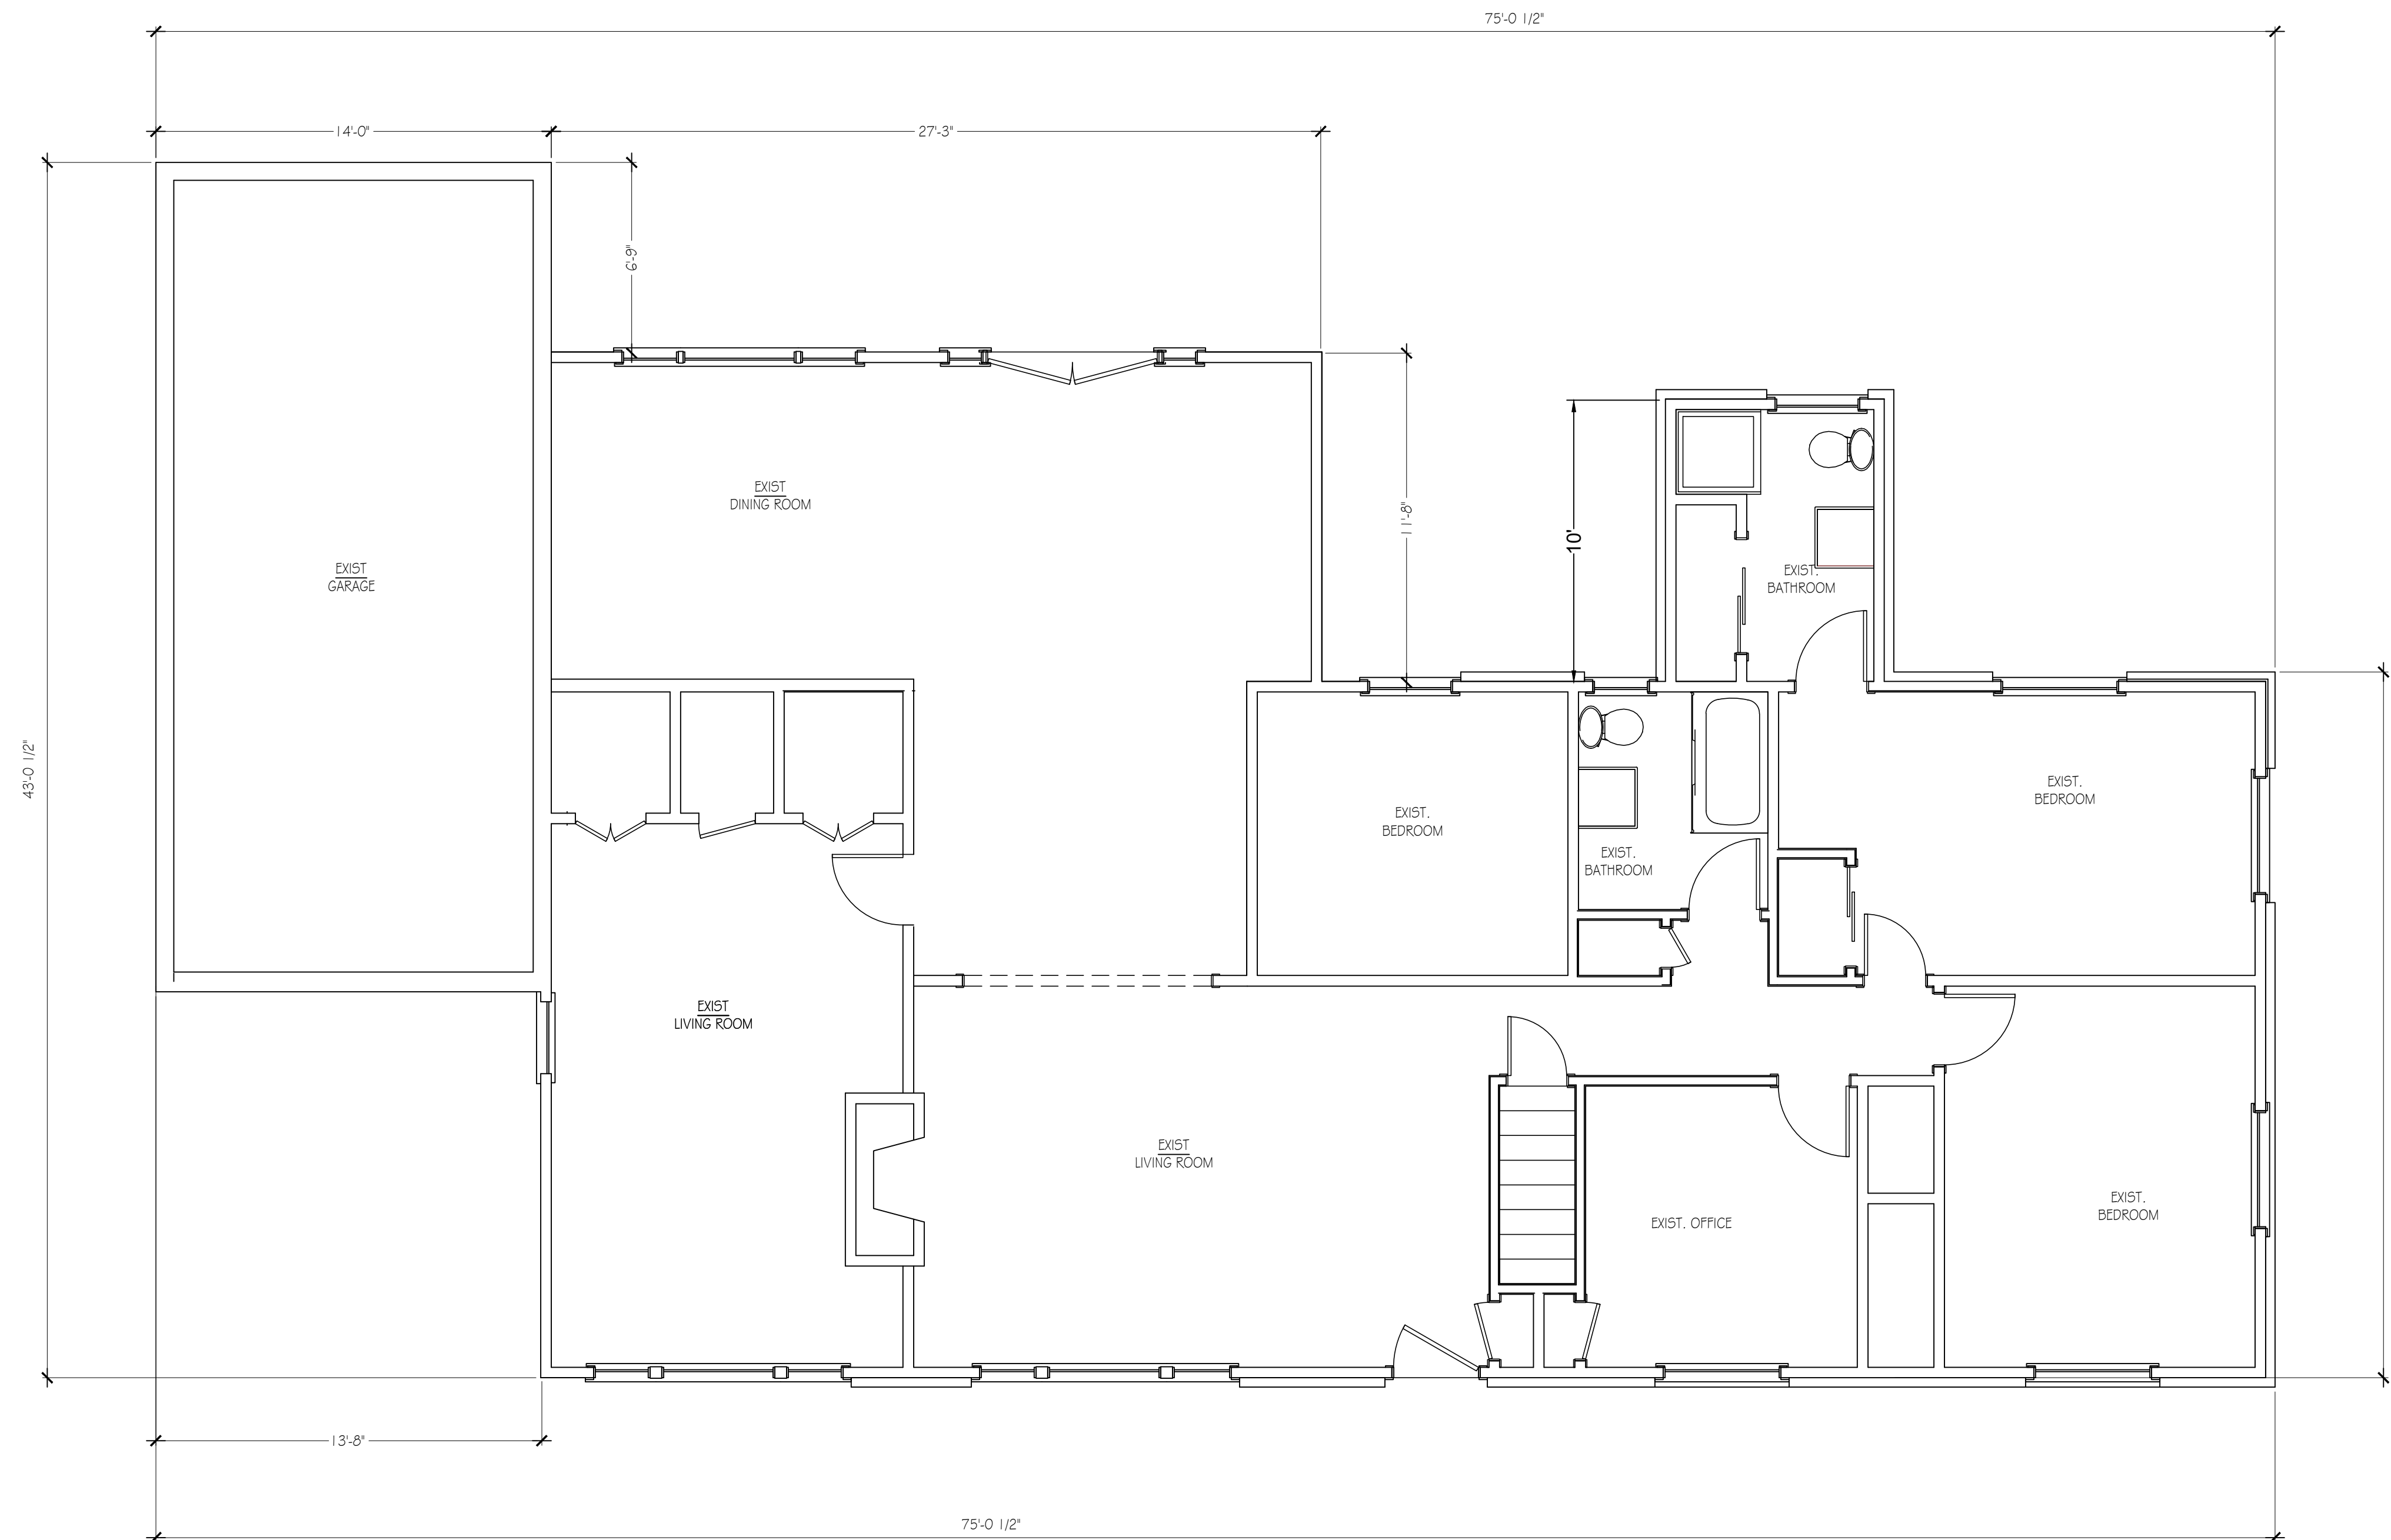 75'-0 1/2"
14'-0"
27'-3"
6'-9"
11'-8"
10'
43'-0 1/2"
EXIST
DINING ROOM
EXIST
GARAGE
EXIST.
BATHROOM
EXIST.
BEDROOM
EXIST.
BEDROOM
EXIST.
BATHROOM
EXIST
LIVING ROOM
EXIST
LIVING ROOM
EXIST. OFFICE
EXIST.
BEDROOM
13'-8"
75'-0 1/2"